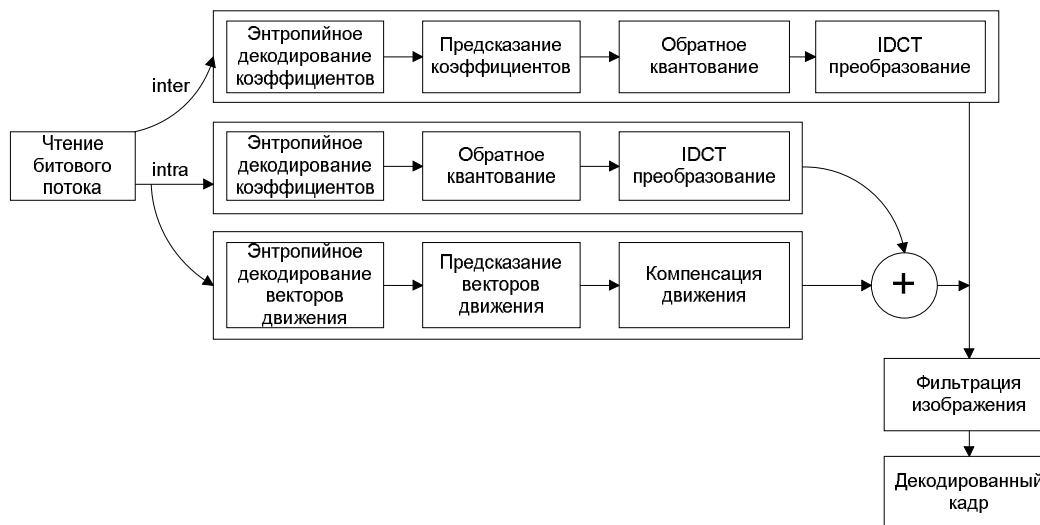 Энтропийное
декодирование
коэффициентов
Предсказание
коэффициентов
Обратное
квантование
IDCT
преобразование
inter
Чтение
битового
потока
intra
Энтропийное
декодирование
коэффициентов
Обратное
квантование
IDCT
преобразование
Энтропийное
декодирование
векторов
движения
Предсказание
векторов
движения
Компенсация
движения
+
Фильтрация
изображения
Декодированный
кадр